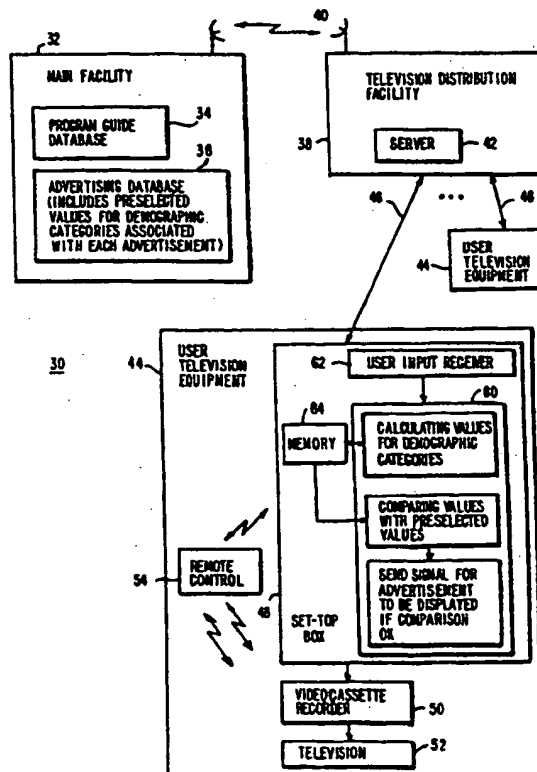 32
40
MAIN FACILITY
PROGRAM GUIDE
DATABASE
34
36
ADVERTISING DATABASE
(INCLUDES PRESELECTED
VALUES FOR DEMOGRAPHIC
CATEGORIES ASSOCIATED
WITH EACH ADVERTISEMENT)
TELEVISION DISTRIBUTION
FACILITY
38
SERVER
42
46
• • •
46
USER
TELEVISION
EQUIPMENT
44
30
44
USER
TELEVISION
EQUIPMENT
62
USER INPUT RECEIVER
60
64
MEMORY
CALCULATING VALUES
FOR DEMOGRAPHIC
CATEGORIES
COMPARING VALUES
WITH PRESELECTED
VALUES
SEND SIGNAL FOR
ADVERTISEMENT
TO BE DISPLAYED
IF COMPARISON
OK
REMOTE
CONTROL
54
48
SET-TOP
BOX
VIDEOCASSETTE
RECORDER
50
TELEVISION
52